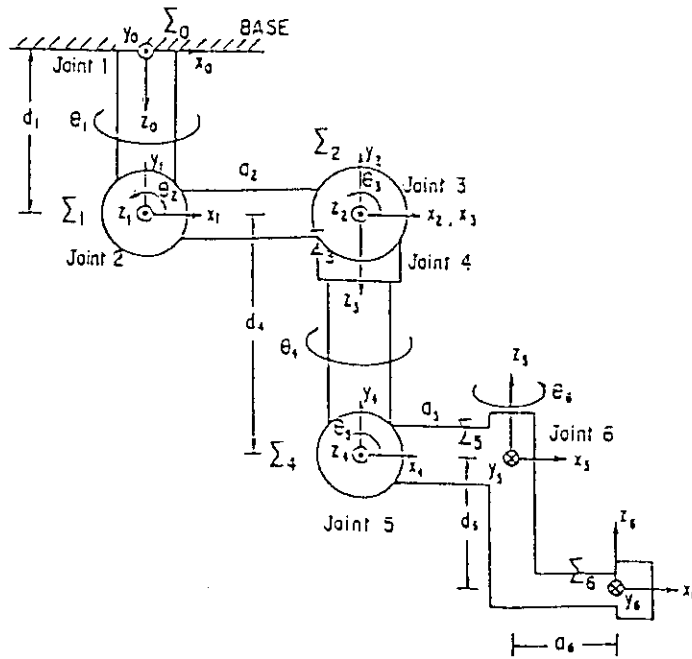 y₀ Σ₀ BASE
x₀
Joint 1
d₁
θ₁
z₀
Σ₂
y₁
y₂
a₂
θ₂
θ₃
Joint 3
Σ₁
z₁
x₁
z₂
x₂ , x₃
Joint 2
Σ₃
Joint 4
z₃
d₄
θ₄
z₅
θ₆
y₄
a₅
Σ₅
Joint 6
θ₅
Σ₄
z₄
x₄
y₅
x₅
Joint 5
z₆
Σ₆
y₆
a₆